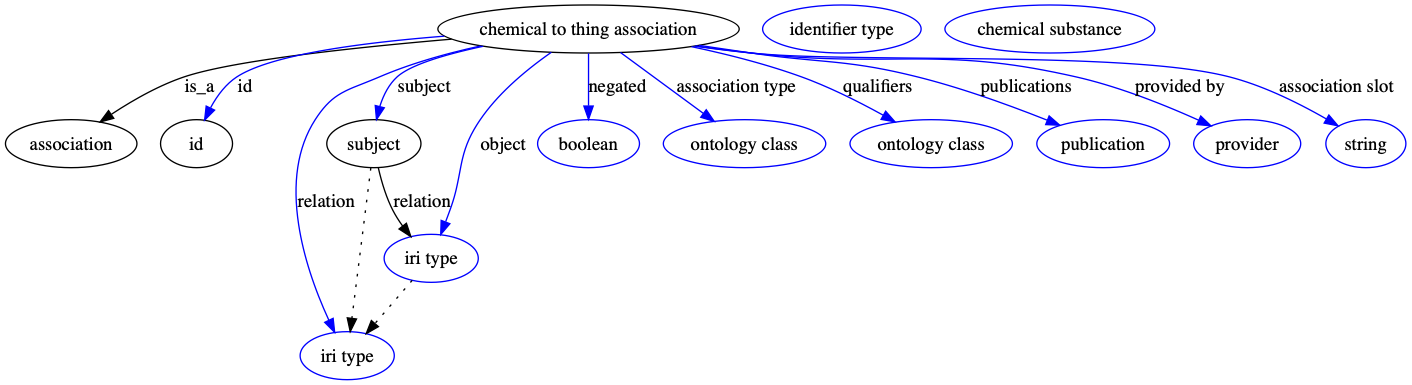 chemical to thing association
identifier type
chemical substance
is_a
id
subject
negated
association type
qualifiers
publications
provided by
association slot
association
id
subject
object
boolean
ontology class
ontology class
publication
provider
string
relation
relation
iri type
iri type